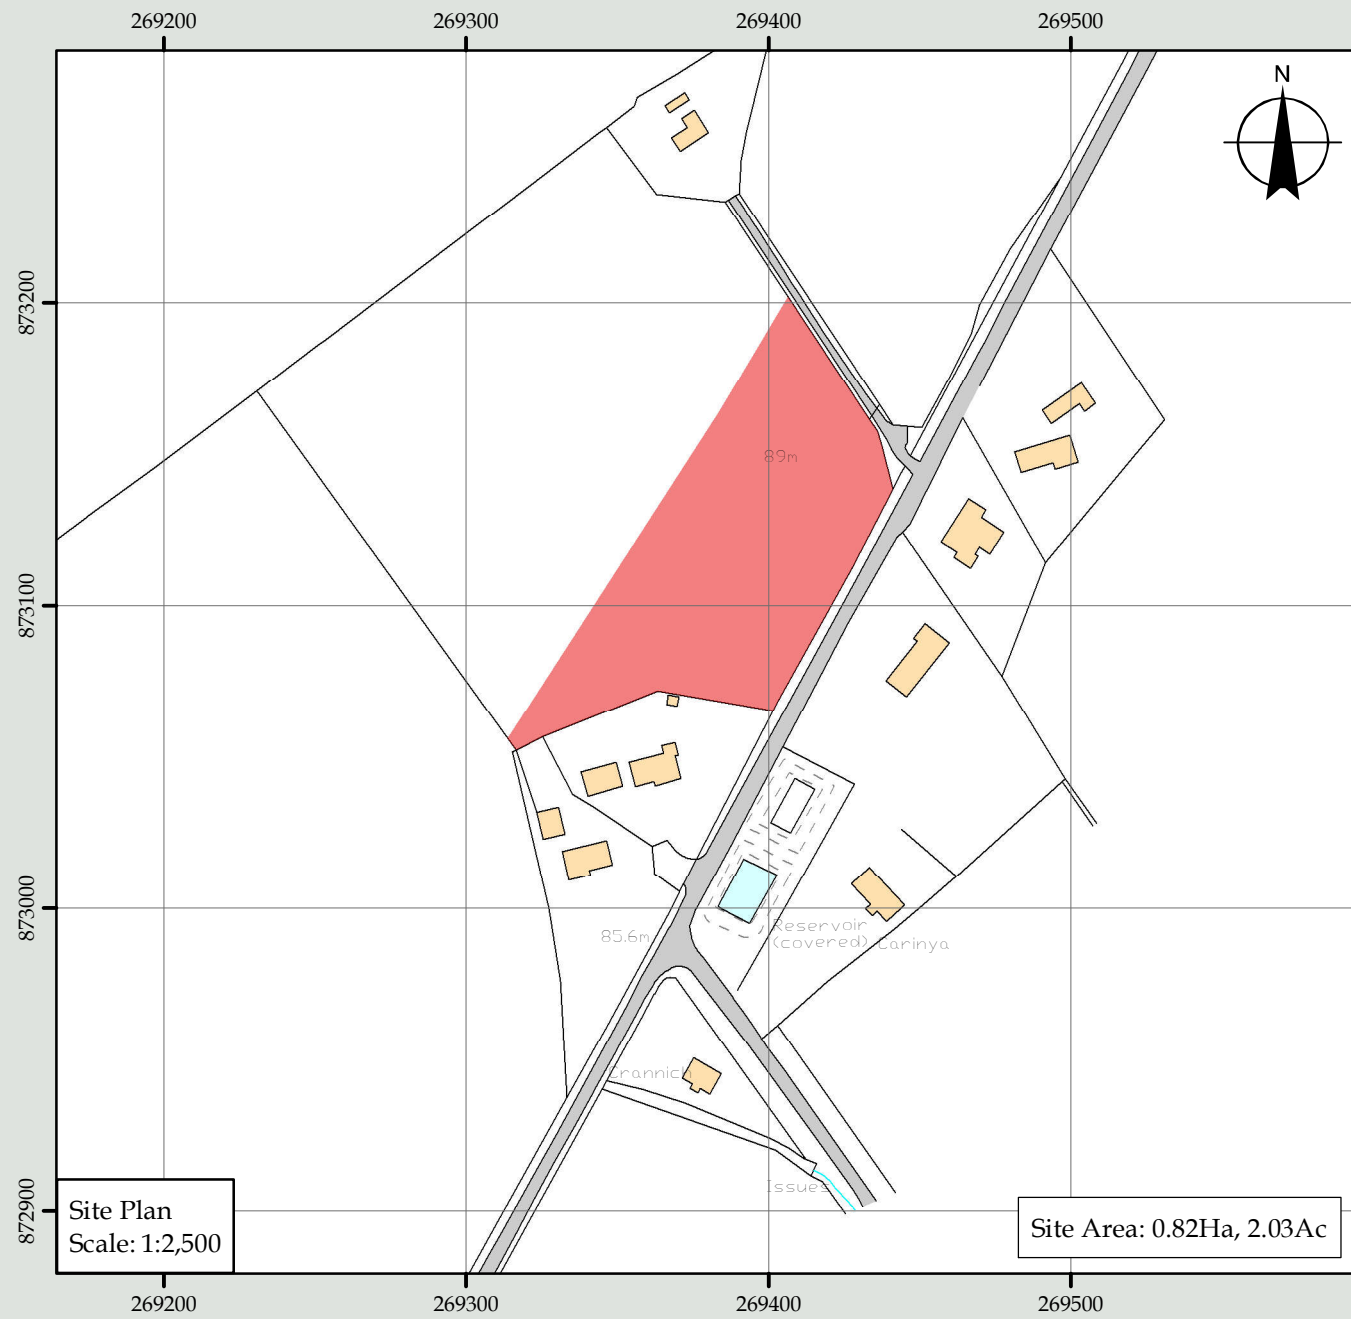 269200 269300 269400 269500
N
873200
89m
873100
873000
Reservoir
(covered) Carinya
85.6m
Crannich
Issues
872900
Site Plan
Scale: 1:2,500
Site Area: 0.82Ha, 2.03Ac
269200 269300 269400 269500